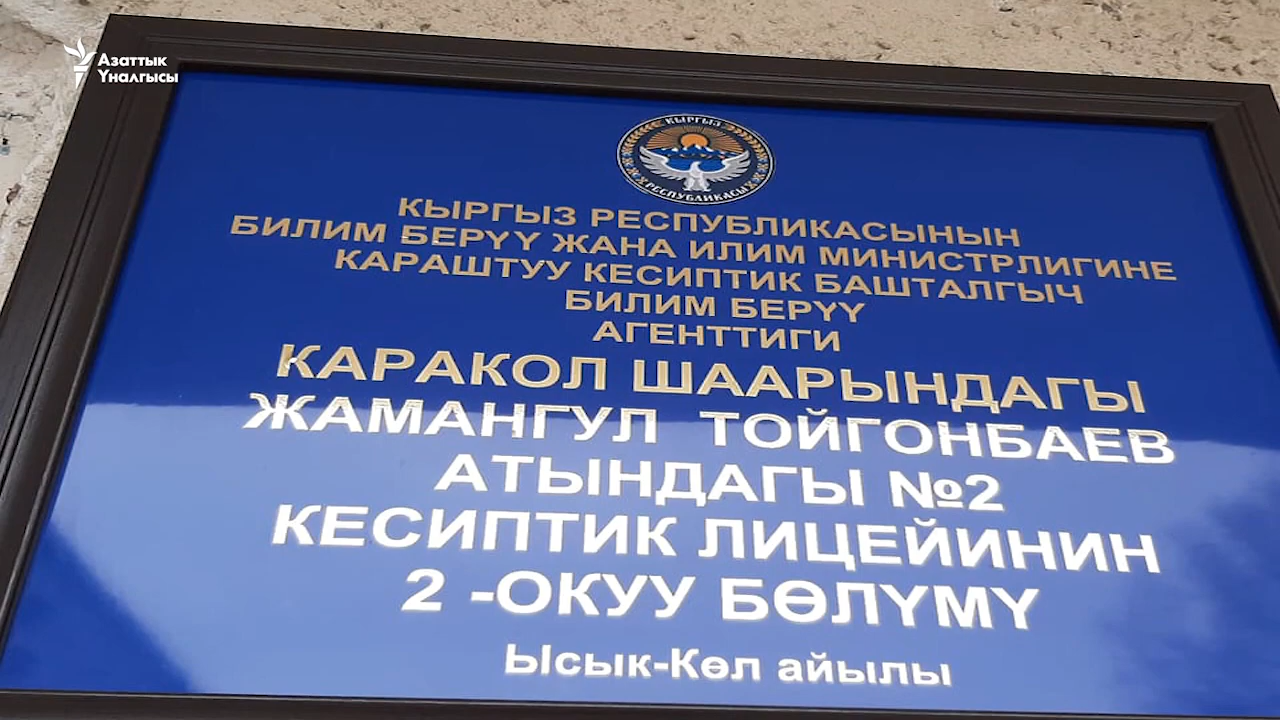 Азаттык
Үналгысы
КЫРГЫЗ
РЕСПУБЛИКАСЫ
КЫРГЫЗ РЕСПУБЛИКАСЫНЫН
БИЛИМ БЕРҮҮ ЖАНА ИЛИМ МИНИСТРЛИГИНЕ
КАРАШТУУ КЕСИПТИК БАШТАЛГЫЧ
БИЛИМ БЕРҮҮ
АГЕНТТИГИ
КАРАКОЛ ШААРЫНДАГЫ
ЖАМАНГУЛ ТОЙГОНБАЕВ
АТЫНДАГЫ №2
КЕСИПТИК ЛИЦЕЙИНИН
2 -ОКУУ БӨЛҮМҮ
Ысык-Көл айылы